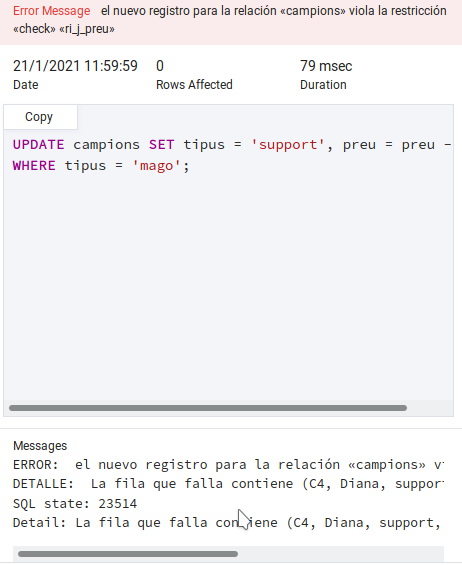 Error Message el nuevo registro para la relación «campions» viola la restricción
«check» «ri_j_preu»
21/1/2021 11:59:59 0 79 msec
Date Rows Affected Duration
Copy
UPDATE campions SET tipus = 'support', preu = preu -
WHERE tipus = 'mago';
Messages
ERROR:  el nuevo registro para la relación «campions» v
DETALLE:  La fila que falla contiene (C4, Diana, suppor
SQL state: 23514
Detail: La fila que falla contiene (C4, Diana, support,